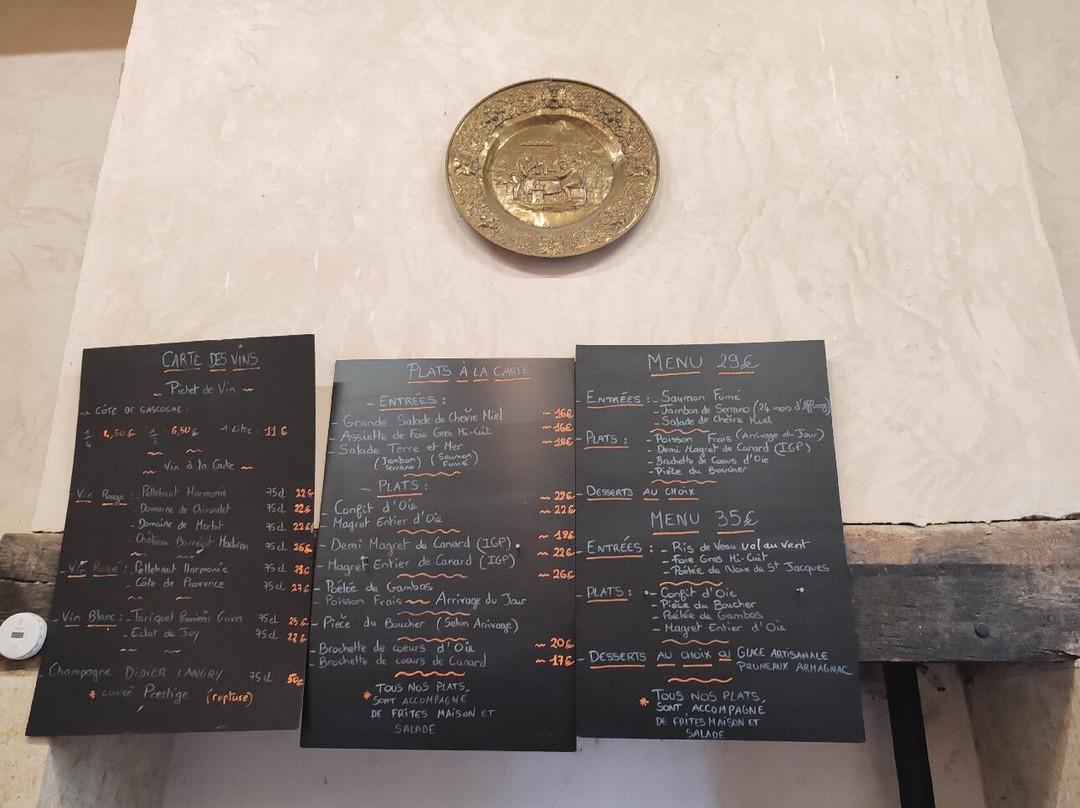 CARTE DES VINS
~ Pichet de Vin ~
~ CÔTE DE GASCOGNE :
1/4 4,50€ 1/2 : 6,50€ 1 Litre : 11€
~ Vin à la Carte ~
- Vin Rouge : - Pellehaut Harmonie 75cl 22€
- Domaine de 75cl 22€
- Domaine de Merlet 75cl 22€
- Château Barréjat Madiran 75 cl 26€
- Vin Rosé : - Pellehaut Harmonie 75cl
- Côte de Provence 75 cl 27€
- Vin Blanc : - Tariquet Premières Grives 75cl 25€
- Eclat de Joy 75cl 22€
Champagne DIDIER LANGRY 75cl 50€
* cuvée Prestige (rupture)
PLATS À LA CARTE
- ENTRÉES :
- Grande Salade de Chèvre Miel ~ 16€
- Assiette de Foie Gras Mi-Cuit ~ 16€
- Salade Terre et Mer ~ 18€
(Jambon Serrano) (Saumon Fumé)
- PLATS :
- Confit d'Oie ~ 22€
- Magret Entier d'Oie ~ 22€
- Demi Magret de Canard (IGP) ~ 18€
- Magret Entier de Canard (IGP) ~ 22€
- Poêlée de Gambas ~ 26€
- Poisson Frais ~ Arrivage du Jour
- Pièce du Boucher (Selon Arrivage)
- Brochette de coeurs d'Oie ~ 20€
- Brochette de coeurs de Canard ~ 17€
* TOUS NOS PLATS
SONT ACCOMPAGNÉ
DE FRITES MAISON ET
SALADE
MENU 29€
- ENTRÉES : - Saumon Fumé
- Jambon de Serrano (24 mois d'Affinage)
- Salade de Chèvre Miel
- PLATS : - Poisson Frais (Arrivage du Jour)
- Demi Magret de Canard (IGP)
- Brochette de Coeurs d'Oie
- Pièce du Boucher
- DESSERTS AU CHOIX
MENU 35€
- ENTRÉES : - Ris de Veau vol au vent
- Foie Gras Mi-Cuit
- Poêlée de Noix de St Jacques
- PLATS : - Confit d'Oie
- Pièce du Boucher
- Poêlée de Gambas
- Magret Entier d'Oie
- DESSERTS AU CHOIX OU GLACE ARTISANALE
PRUNEAUX ARMAGNAC
* TOUS NOS PLATS
SONT ACCOMPAGNÉ
DE FRITES MAISON ET
SALADE